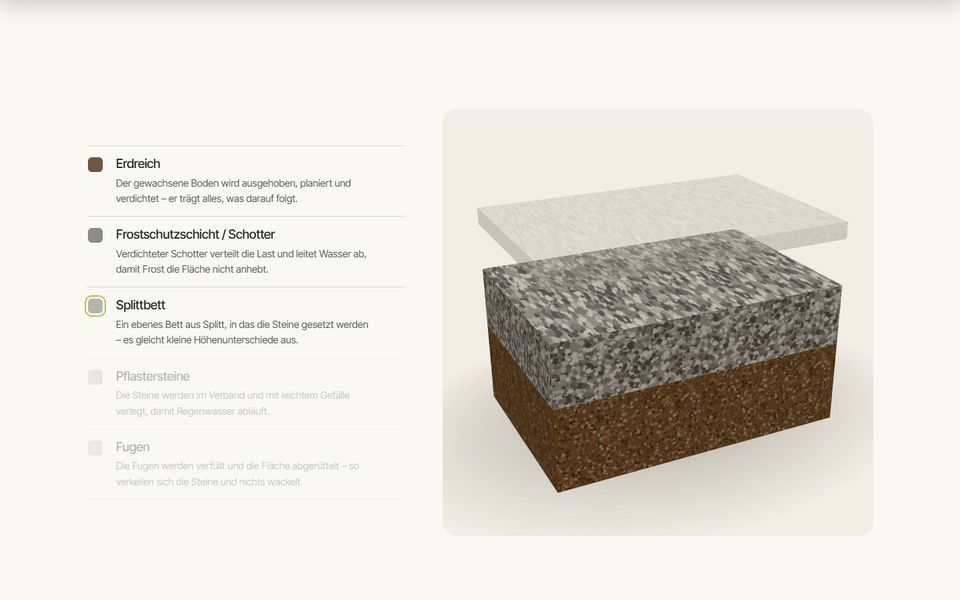 Erdreich
Der gewachsene Boden wird ausgehoben, planiert und
verdichtet – er trägt alles, was darauf folgt.
Frostschutzschicht / Schotter
Verdichteter Schotter verteilt die Last und leitet Wasser ab,
damit Frost die Fläche nicht anhebt.
Splittbett
Ein ebenes Bett aus Splitt, in das die Steine gesetzt werden
– es gleicht kleine Höhenunterschiede aus.
Pflastersteine
Die Steine werden im Verband und mit leichtem Gefälle
verlegt, damit Regenwasser abläuft.
Fugen
Die Fugen werden verfüllt und die Fläche abgerüttelt – so
verkeilen sich die Steine und nichts wackelt.